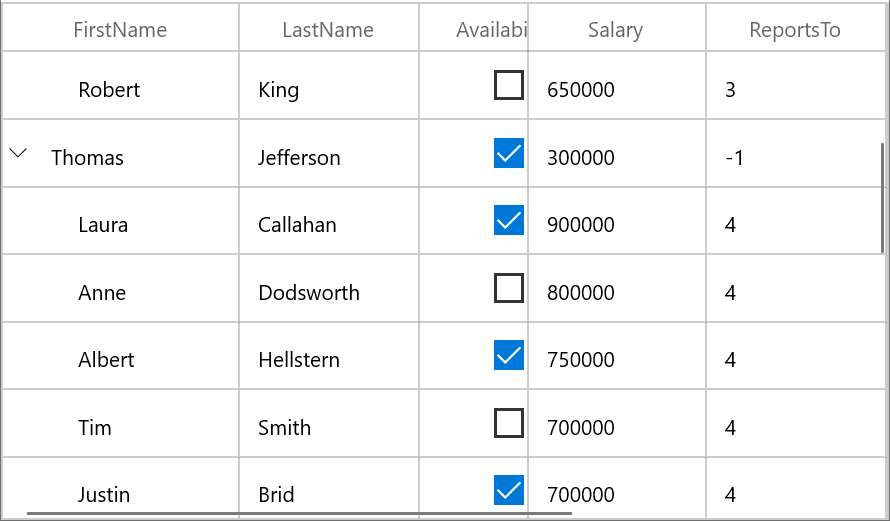 FirstName LastName Availabi Salary ReportsTo
Robert King 650000 3
Thomas Jefferson 300000 -1
Laura Callahan 900000 4
Anne Dodsworth 800000 4
Albert Hellstern 750000 4
Tim Smith 700000 4
Justin Brid 700000 4